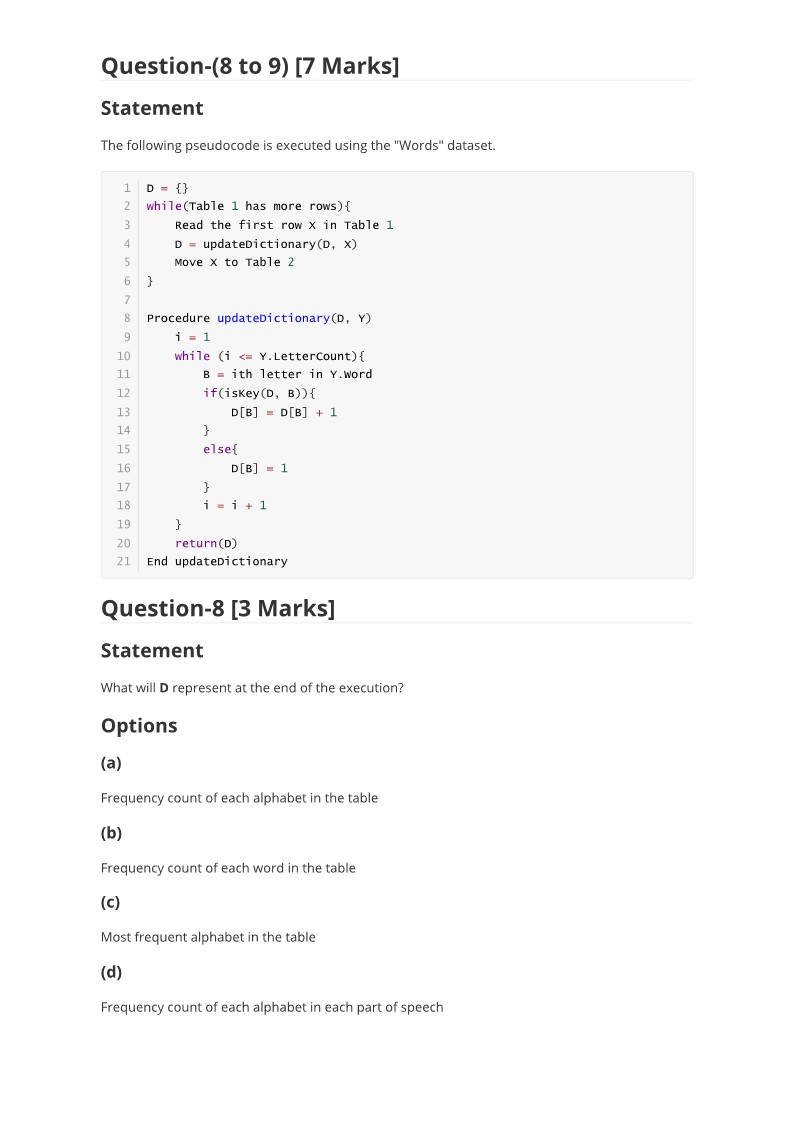 Question-(8 to 9) [7 Marks]
Statement
The following pseudocode is executed using the "Words" dataset.
1 D = {}
2 while(Table 1 has more rows){
3     Read the first row X in Table 1
4     D = updateDictionary(D, X)
5     Move X to Table 2
6 }
7
8 Procedure updateDictionary(D, Y)
9     i = 1
10     while (i <= Y.LetterCount){
11         B = ith letter in Y.Word
12         if(isKey(D, B)){
13             D[B] = D[B] + 1
14         }
15         else{
16             D[B] = 1
17         }
18         i = i + 1
19     }
20     return(D)
21 End updateDictionary
Question-8 [3 Marks]
Statement
What will D represent at the end of the execution?
Options
(a)
Frequency count of each alphabet in the table
(b)
Frequency count of each word in the table
(c)
Most frequent alphabet in the table
(d)
Frequency count of each alphabet in each part of speech